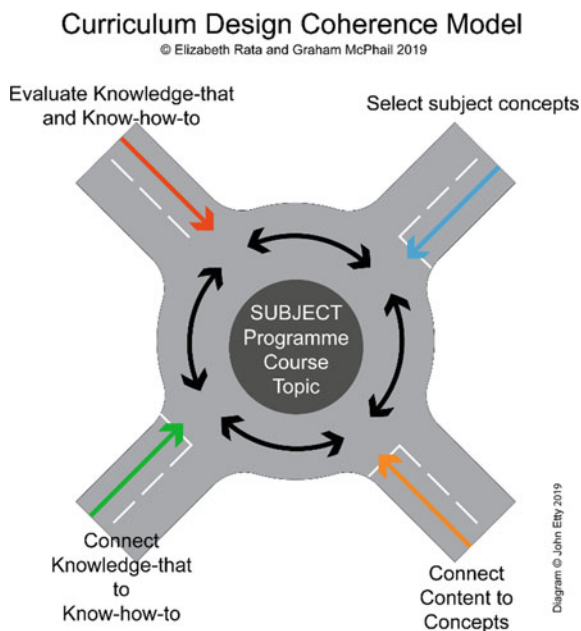 Curriculum Design Coherence Model
© Elizabeth Rata and Graham McPhail 2019
Evaluate Knowledge-that
and Know-how-to
Select subject concepts
SUBJECT
Programme
Course
Topic
Connect
Knowledge-that
to
Know-how-to
Connect
Content to
Concepts
Diagram © John Etty 2019